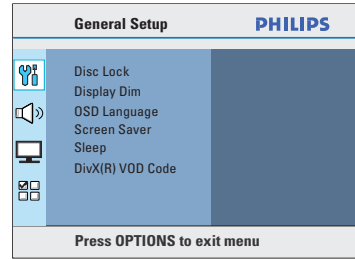 General Setup
PHILIPS
Disc Lock
Display Dim
OSD Language
Screen Saver
Sleep
DivX(R) VOD Code
Press OPTIONS to exit menu